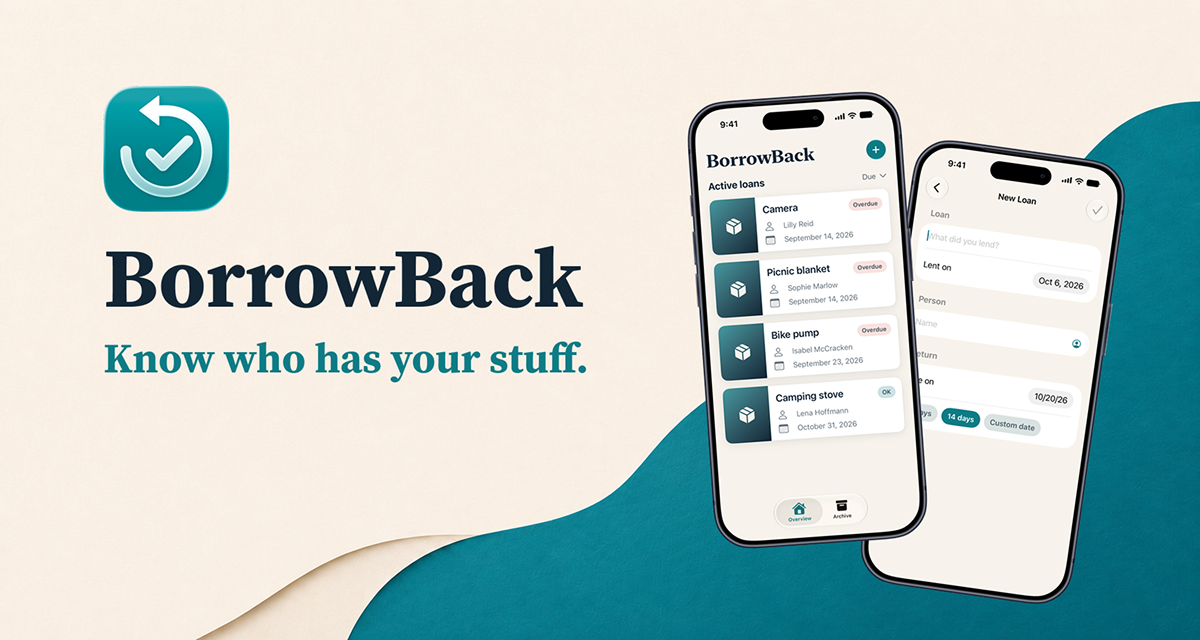 BorrowBack
Know who has your stuff.
9:41
BorrowBack
Active loans
Due
Camera
Overdue
Lilly Reid
September 14, 2026
Picnic blanket
Overdue
Sophie Marlow
September 14, 2026
Bike pump
Overdue
Isabel McCracken
September 23, 2026
Camping stove
OK
Lena Hoffmann
October 31, 2026
Overview
Archive
9:41
New Loan
Loan
What did you lend?
Lent on
Oct 6, 2026
Person
Name
eturn
e on
10/20/26
ays
14 days
Custom date